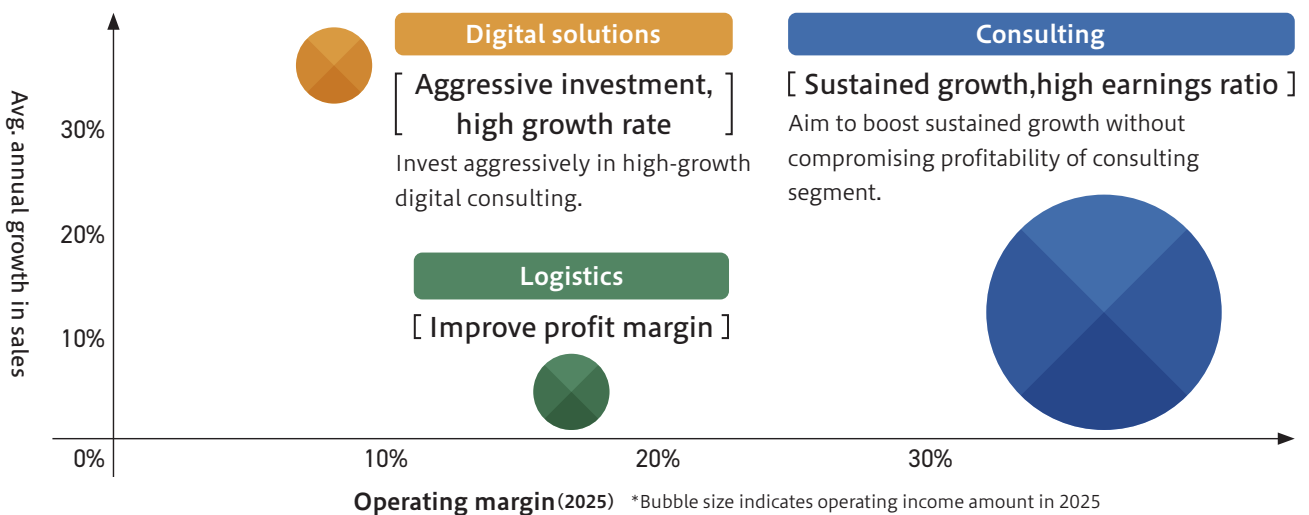 Avg. annual growth in sales
30%
20%
10%
0%
10%
20%
30%
Digital solutions
[ Aggressive investment,
high growth rate ]
Invest aggressively in high-growth
digital consulting.
Consulting
[ Sustained growth,high earnings ratio ]
Aim to boost sustained growth without
compromising profitability of consulting
segment.
Logistics
[ Improve profit margin ]
Operating margin(2025) *Bubble size indicates operating income amount in 2025